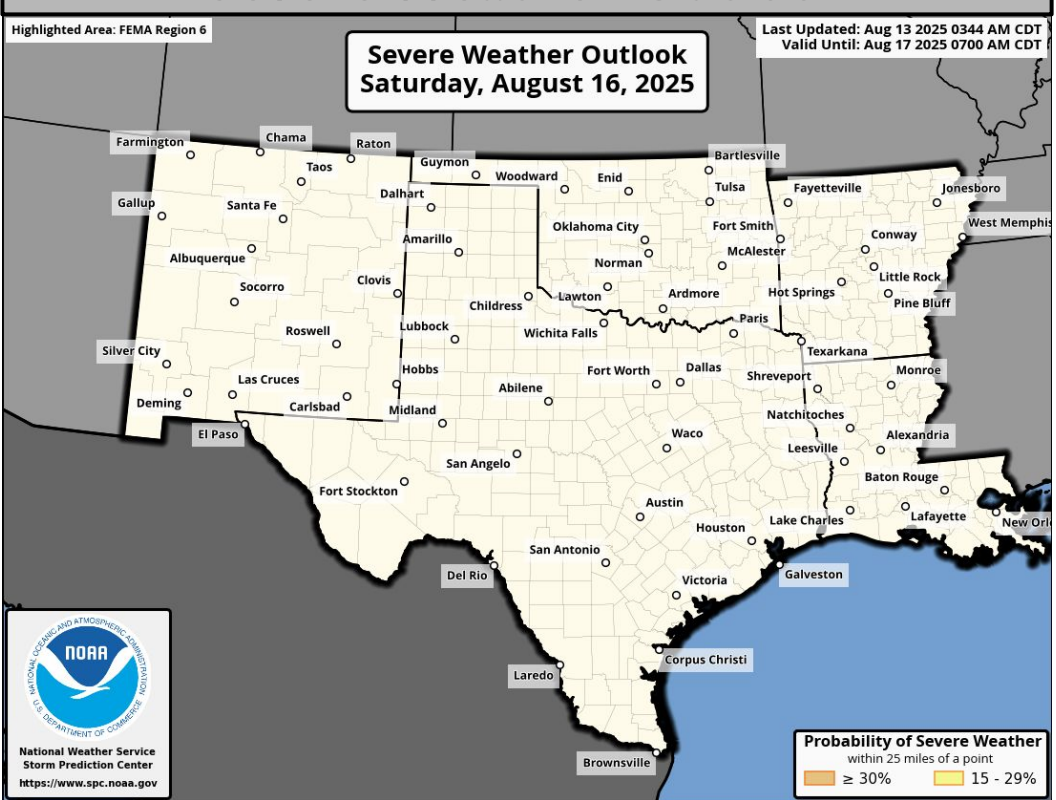 Highlighted Area: FEMA Region 6
Severe Weather Outlook
Saturday, August 16, 2025
Last Updated: Aug 13 2025 0344 AM CDT
Valid Until: Aug 17 2025 0700 AM CDT
Farmington
Chama
Raton
Taos
Guymon
Woodward
Enid
Bartlesville
Tulsa
Fayetteville
Jonesboro
Gallup
Santa Fe
Dalhart
West Memphis
Oklahoma City
Fort Smith
Conway
Amarillo
Albuquerque
Norman
McAlester
Little Rock
Socorro
Clovis
Childress
Lawton
Ardmore
Hot Springs
Pine Bluff
Roswell
Lubbock
Wichita Falls
Paris
Texarkana
Silver City
Las Cruces
Hobbs
Fort Worth
Dallas
Shreveport
Monroe
Deming
Carlsbad
Midland
Abilene
Natchitoches
El Paso
Waco
Leesville
Alexandria
San Angelo
Baton Rouge
Fort Stockton
Austin
Houston
Lake Charles
Lafayette
New Orl
San Antonio
Del Rio
Victoria
Galveston
Laredo
Corpus Christi
Brownsville
NATIONAL OCEANIC AND ATMOSPHERIC ADMINISTRATION
NOAA
U.S. DEPARTMENT OF COMMERCE
National Weather Service
Storm Prediction Center
https://www.spc.noaa.gov
Probability of Severe Weather
within 25 miles of a point
≥ 30%
15 - 29%